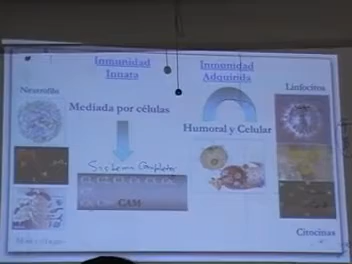 Inmunidad
Innata
Inmunidad
Adquirida
Neutrófilo
Linfocitos
Mediada por células
Humoral y Celular
Sistema Complemento
CAM
Citocinas